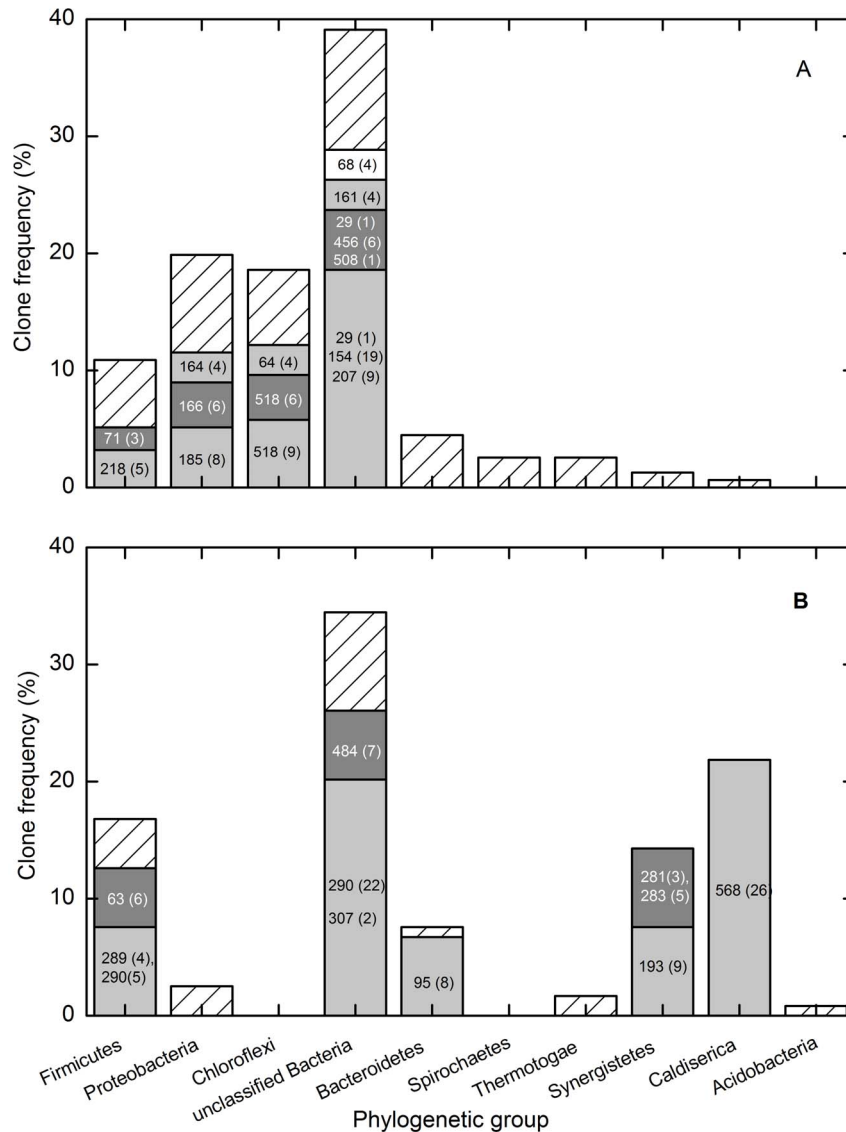 40
30
20
10
0
Clone frequency (%)
A
68 (4)
161 (4)
29 (1)
456 (6)
508 (1)
29 (1)
154 (19)
207 (9)
164 (4)
166 (6)
185 (8)
64 (4)
518 (6)
518 (9)
71 (3)
218 (5)
40
30
20
10
0
Clone frequency (%)
B
484 (7)
290 (22)
307 (2)
63 (6)
289 (4),
290(5)
95 (8)
281(3),
283 (5)
193 (9)
568 (26)
Firmicutes
Proteobacteria
Chloroflexi
unclassified Bacteria
Bacteroidetes
Spirochaetes
Thermotogae
Synergistetes
Caldiserica
Acidobacteria
Phylogenetic group